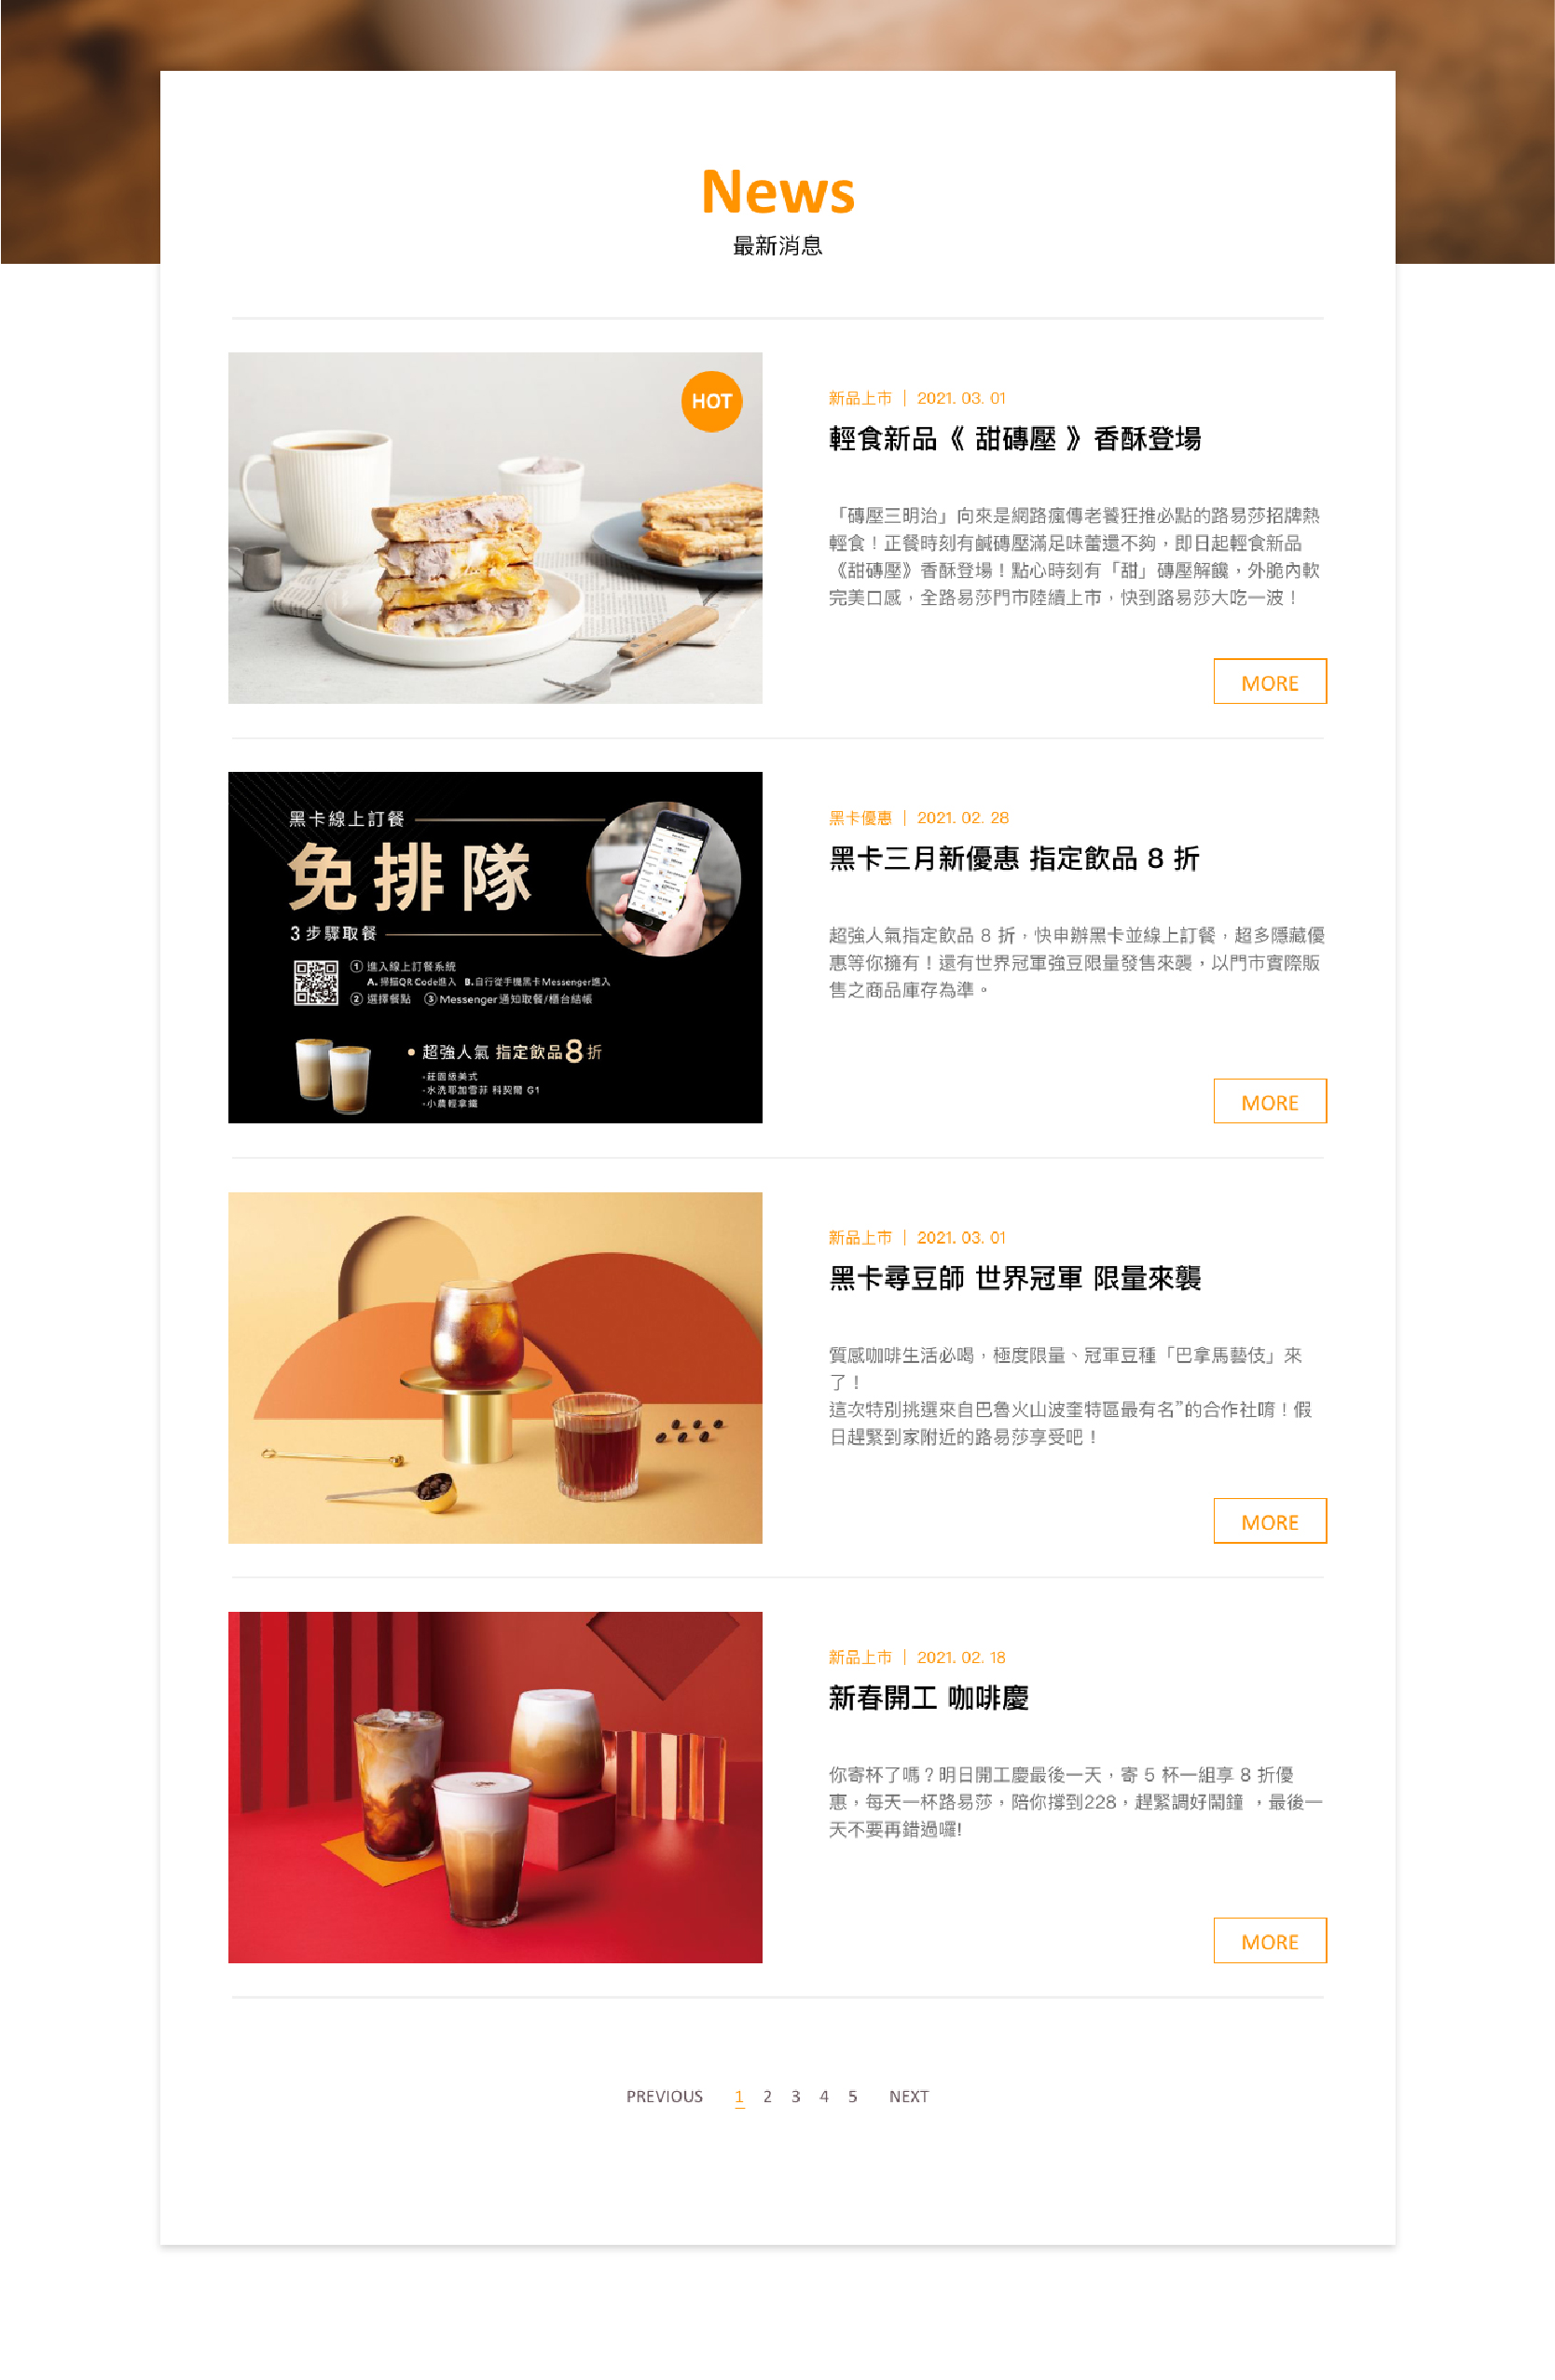 News
最新消息
HOT
新品上市 | 2021. 03. 01
輕食新品《 甜磚壓 》香酥登場
「磚壓三明治」向來是網路瘋傳老饕狂推必點的路易莎招牌熱
輕食！正餐時刻有鹹磚壓滿足味蕾還不夠，即日起輕食新品
《甜磚壓》香酥登場！點心時刻有「甜」磚壓解饞，外脆內軟
完美口感，全路易莎門市陸續上市，快到路易莎大吃一波！
MORE
黑卡線上訂餐
免排隊
3 步驟取餐
① 進入線上訂餐系統
A. 掃描QR Code進入 B.自行從手機黑卡Messenger進入
② 選擇餐點 ③ Messenger 通知取餐/櫃台結帳
• 超強人氣 指定飲品8折
·莊園級美式
·水洗耶加雪菲 科契爾 G1
·小農輕拿鐵
黑卡優惠 | 2021. 02. 28
黑卡三月新優惠 指定飲品 8 折
超強人氣指定飲品 8 折，快申辦黑卡並線上訂餐，超多隱藏優
惠等你擁有！還有世界冠軍強豆限量發售來襲，以門市實際販
售之商品庫存為準。
MORE
新品上市 | 2021. 03. 01
黑卡尋豆師 世界冠軍 限量來襲
質感咖啡生活必喝，極度限量、冠軍豆種「巴拿馬藝伎」來
了！
這次特別挑選來自巴魯火山波奎特區最有名”的合作社唷！假
日趕緊到家附近的路易莎享受吧！
MORE
新品上市 | 2021. 02. 18
新春開工 咖啡慶
你寄杯了嗎？明日開工慶最後一天，寄 5 杯一組享 8 折優
惠，每天一杯路易莎，陪你撐到228，趕緊調好鬧鐘 ，最後一
天不要再錯過囉!
MORE
PREVIOUS 1 2 3 4 5 NEXT